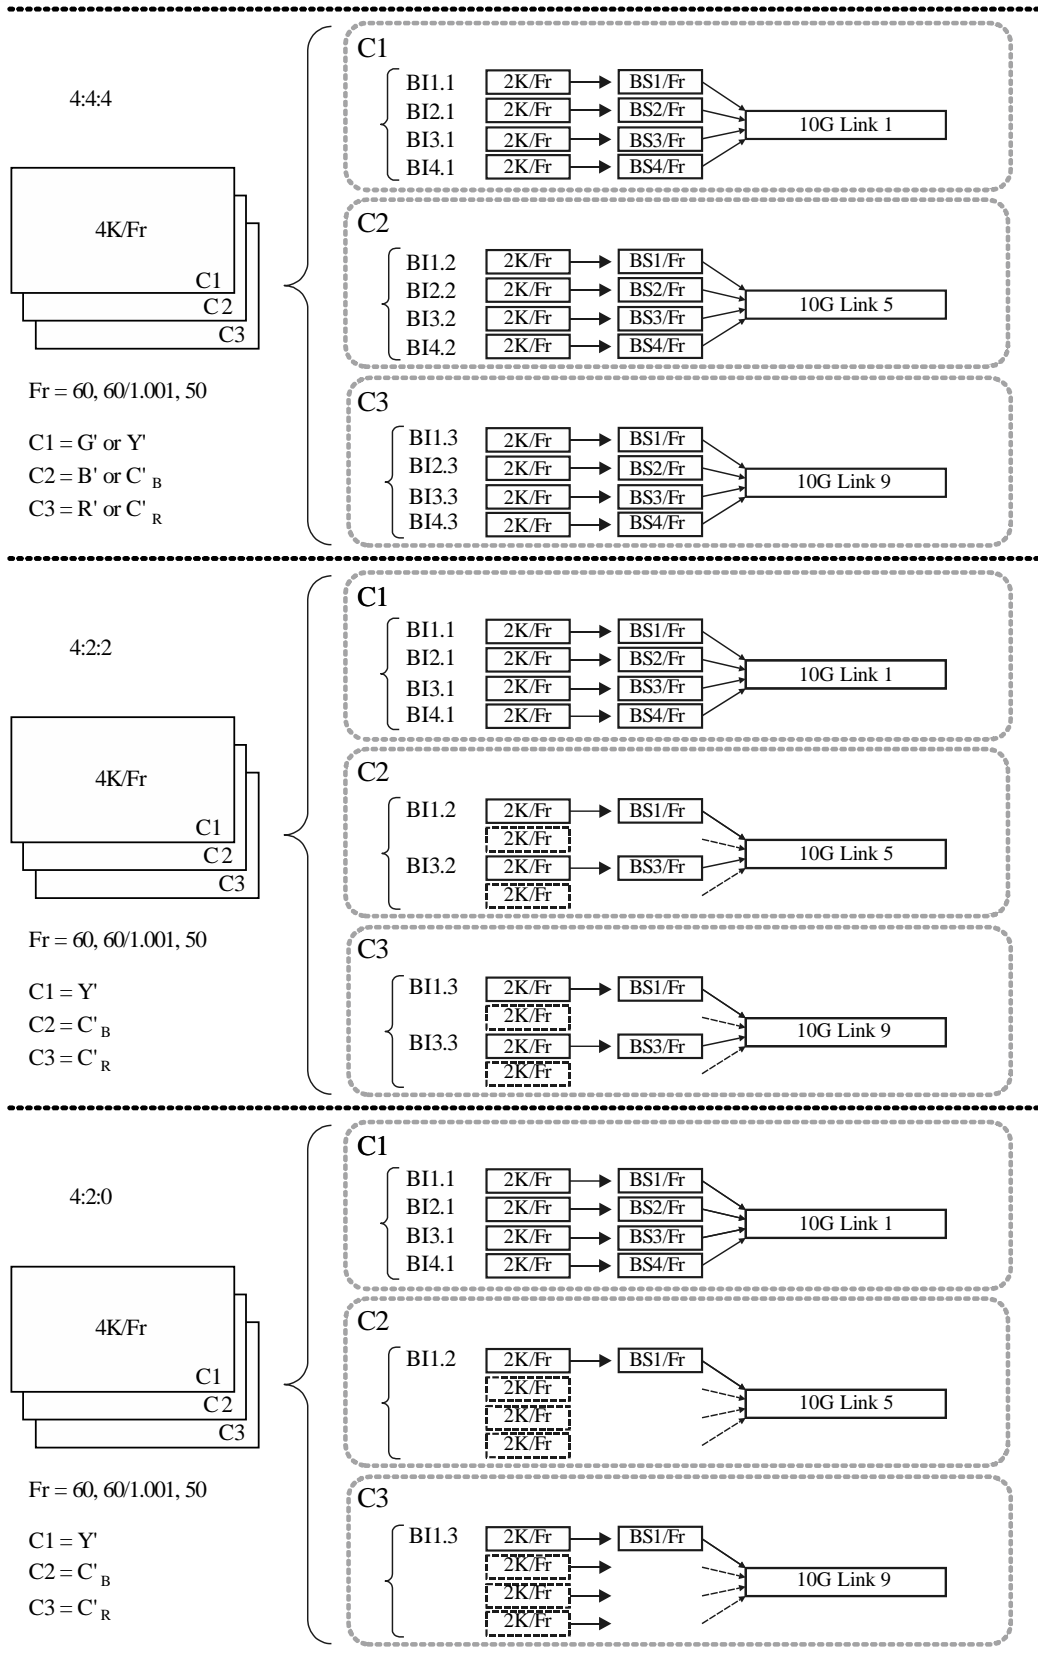 4:4:4
4K/Fr
C1
C2
C3
Fr = 60, 60/1.001, 50
C1 = G' or Y'
C2 = B' or C' B
C3 = R' or C' R
C1
BI1.1 2K/Fr BS1/Fr
BI2.1 2K/Fr BS2/Fr
BI3.1 2K/Fr BS3/Fr
BI4.1 2K/Fr BS4/Fr
10G Link 1
C2
BI1.2 2K/Fr BS1/Fr
BI2.2 2K/Fr BS2/Fr
BI3.2 2K/Fr BS3/Fr
BI4.2 2K/Fr BS4/Fr
10G Link 5
C3
BI1.3 2K/Fr BS1/Fr
BI2.3 2K/Fr BS2/Fr
BI3.3 2K/Fr BS3/Fr
BI4.3 2K/Fr BS4/Fr
10G Link 9
4:2:2
4K/Fr
C1
C2
C3
Fr = 60, 60/1.001, 50
C1 = Y'
C2 = C' B
C3 = C' R
C1
BI1.1 2K/Fr BS1/Fr
BI2.1 2K/Fr BS2/Fr
BI3.1 2K/Fr BS3/Fr
BI4.1 2K/Fr BS4/Fr
10G Link 1
C2
BI1.2 2K/Fr BS1/Fr
2K/Fr
BI3.2 2K/Fr BS3/Fr
2K/Fr
10G Link 5
C3
BI1.3 2K/Fr BS1/Fr
2K/Fr
BI3.3 2K/Fr BS3/Fr
2K/Fr
10G Link 9
4:2:0
4K/Fr
C1
C2
C3
Fr = 60, 60/1.001, 50
C1 = Y'
C2 = C' B
C3 = C' R
C1
BI1.1 2K/Fr BS1/Fr
BI2.1 2K/Fr BS2/Fr
BI3.1 2K/Fr BS3/Fr
BI4.1 2K/Fr BS4/Fr
10G Link 1
C2
BI1.2 2K/Fr BS1/Fr
2K/Fr
2K/Fr
2K/Fr
10G Link 5
C3
BI1.3 2K/Fr BS1/Fr
2K/Fr
2K/Fr
2K/Fr
10G Link 9